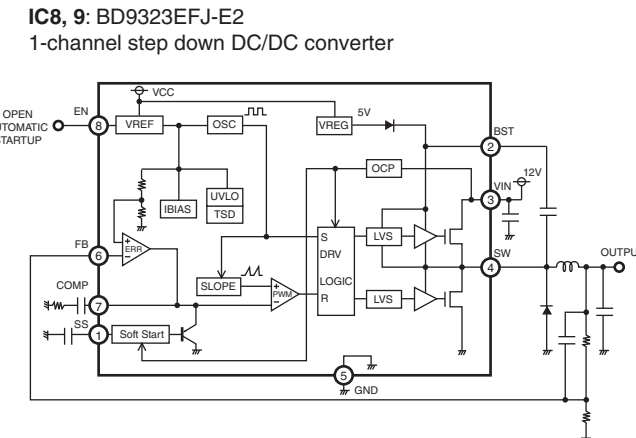 IC8, 9: BD9323EFJ-E2
1-channel step down DC/DC converter
VCC
OPEN
AUTOMATIC
STARTUP
EN
8
VREF
OSC
VREG
5V
BST
2
OCP
VIN
3
12V
UVLO
TSD
IBIAS
FB
6
+
ERR
−
S
DRV
LOGIC
R
LVS
SW
4
OUTPUT
COMP
7
SLOPE
+
PWM
−
LVS
SS
1
Soft Start
5
GND